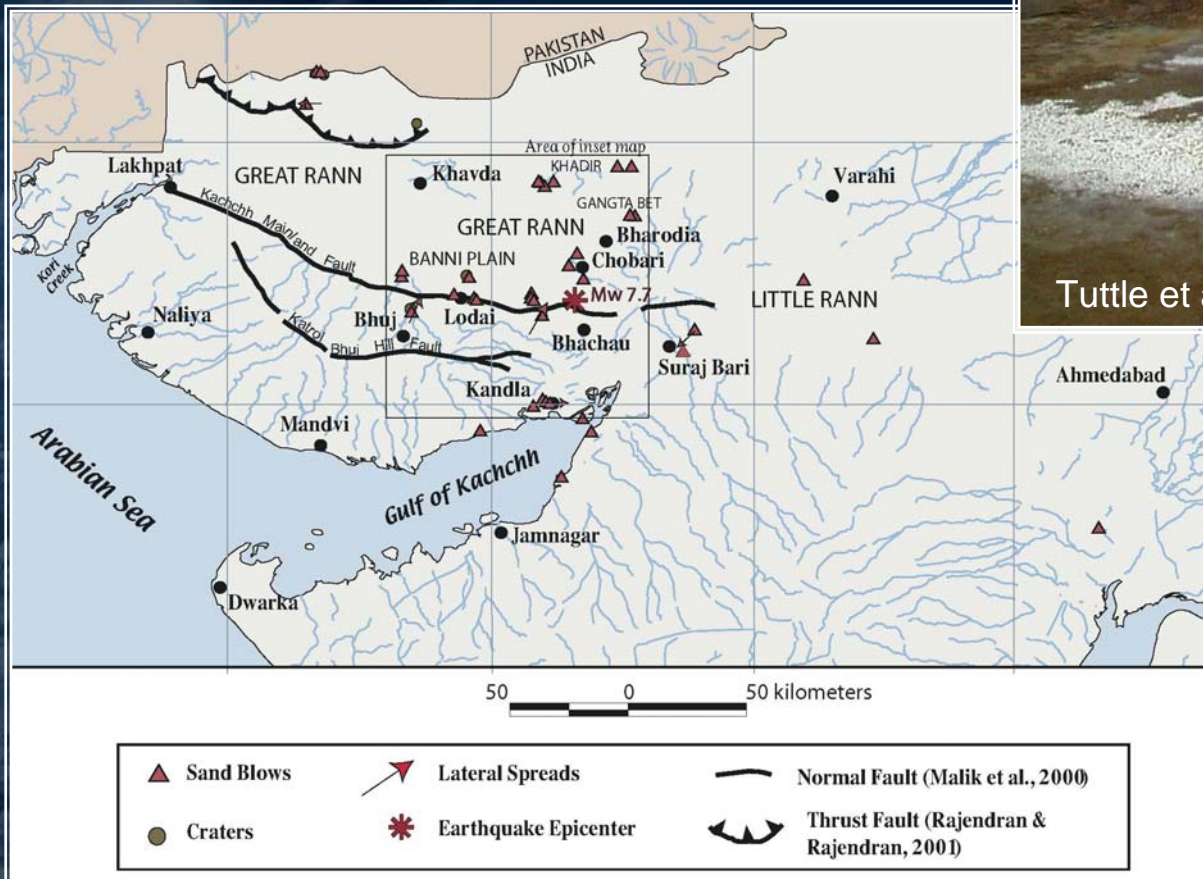 PAKISTAN
INDIA
Area of inset map
KHADIR
Lakhpat
GREAT RANN
Khavda
Varahi
GANGTA BET
Kachchh Mainland Fault
GREAT RANN
Bharodia
Kori Creek
BANNI PLAIN
Chobari
Mw 7.7
LITTLE RANN
Tuttle et
Naliya
Bhuj
Lodai
Katrol
Bhuj Hill Fault
Bhachau
Suraj Bari
Ahmedabad
Kandla
Mandvi
Arabian Sea
Gulf of Kachchh
Jamnagar
Dwarka
50 0 50 kilometers
Sand Blows
Lateral Spreads
Normal Fault (Malik et al., 2000)
Craters
Earthquake Epicenter
Thrust Fault (Rajendran &
Rajendran, 2001)